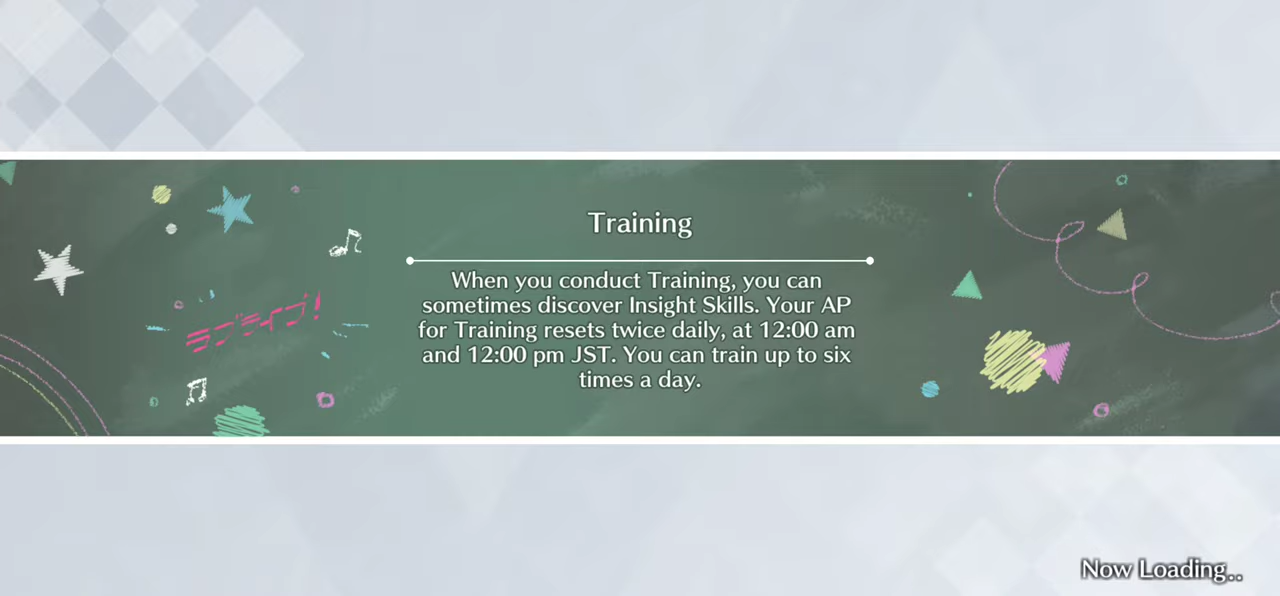 Training
When you conduct Training, you can
sometimes discover Insight Skills. Your AP
for Training resets twice daily, at 12:00 am
and 12:00 pm JST. You can train up to six
times a day.
ラブライブ!
Now Loading..